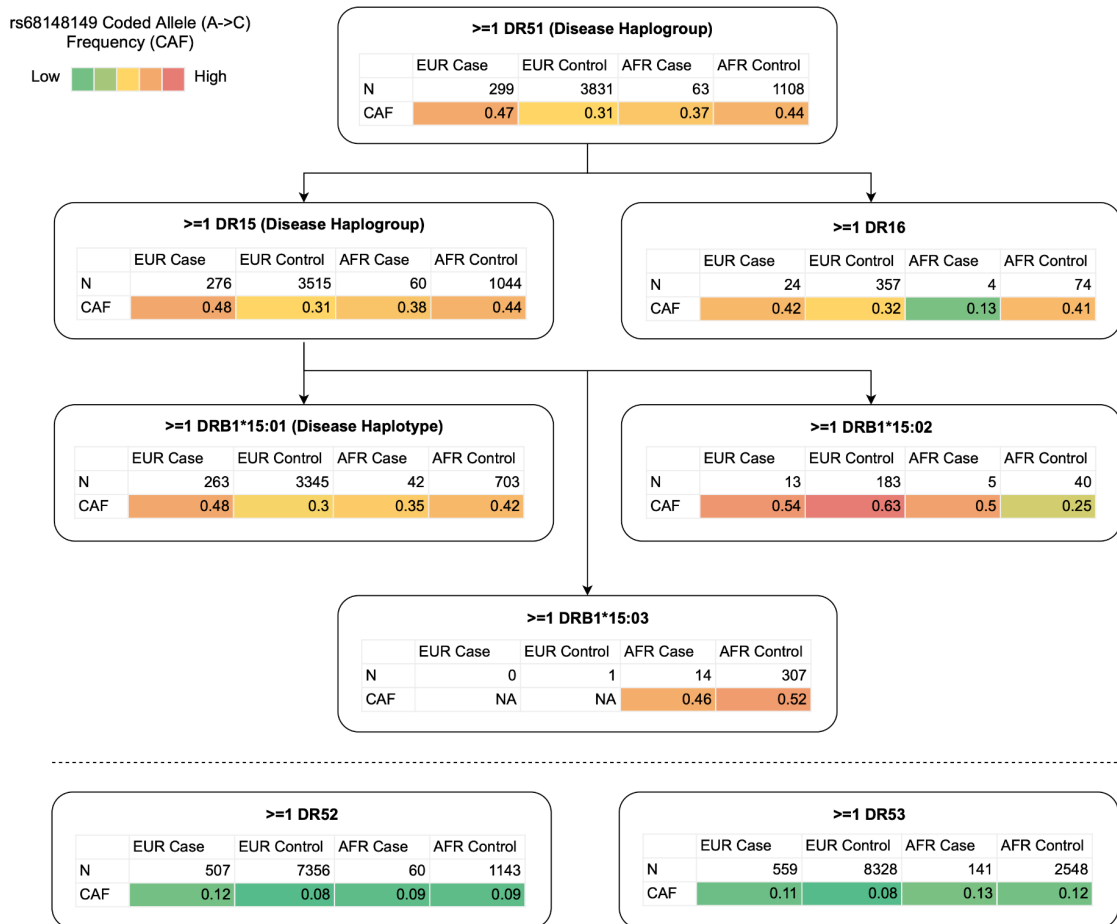 rs68148149 Coded Allele (A->C)
Frequency (CAF)
Low High
>=1 DR51 (Disease Haplogroup)
EUR Case EUR Control AFR Case AFR Control
N 299 3831 63 1108
CAF 0.47 0.31 0.37 0.44
>=1 DR15 (Disease Haplogroup)
EUR Case EUR Control AFR Case AFR Control
N 276 3515 60 1044
CAF 0.48 0.31 0.38 0.44
>=1 DR16
EUR Case EUR Control AFR Case AFR Control
N 24 357 4 74
CAF 0.42 0.32 0.13 0.41
>=1 DRB1*15:01 (Disease Haplotype)
EUR Case EUR Control AFR Case AFR Control
N 263 3345 42 703
CAF 0.48 0.3 0.35 0.42
>=1 DRB1*15:02
EUR Case EUR Control AFR Case AFR Control
N 13 183 5 40
CAF 0.54 0.63 0.5 0.25
>=1 DRB1*15:03
EUR Case EUR Control AFR Case AFR Control
N 0 1 14 307
CAF NA NA 0.46 0.52
>=1 DR52
EUR Case EUR Control AFR Case AFR Control
N 507 7356 60 1143
CAF 0.12 0.08 0.09 0.09
>=1 DR53
EUR Case EUR Control AFR Case AFR Control
N 559 8328 141 2548
CAF 0.11 0.08 0.13 0.12